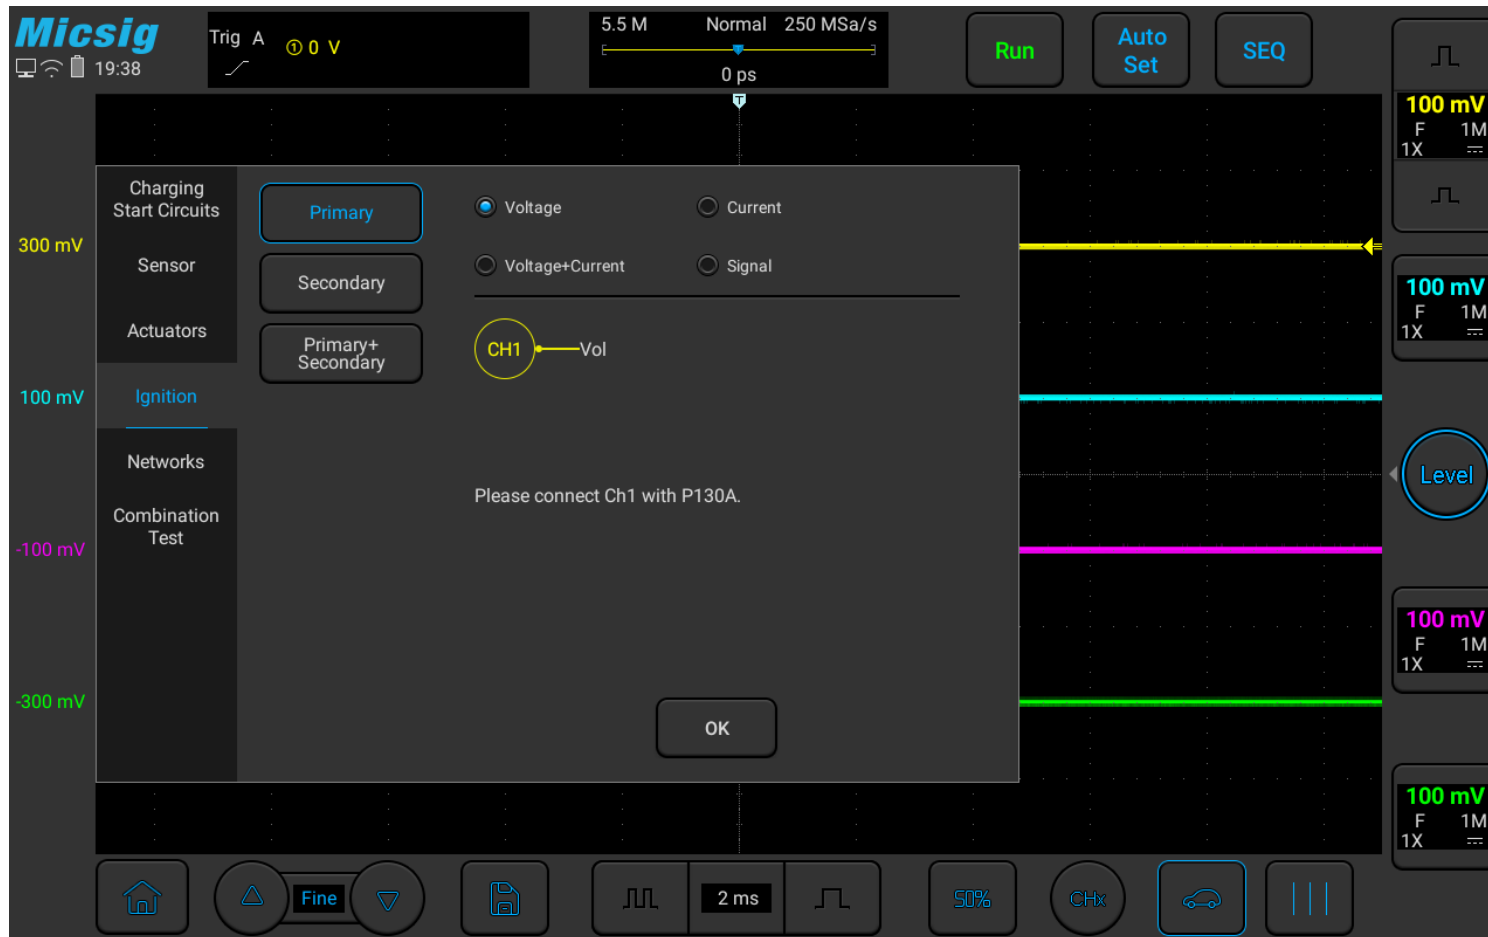 Micsig
19:38
Trig A
① 0 V
5.5 M Normal 250 MSa/s
0 ps
T
Run
Auto
Set
SEQ
100 mV
F 1M
1X
Charging
Start Circuits
Sensor
Actuators
Ignition
Networks
Combination
Test
Primary
Secondary
Primary+
Secondary
Voltage
Current
Voltage+Current
Signal
CH1
Vol
Please connect Ch1 with P130A.
OK
300 mV
100 mV
-100 mV
-300 mV
100 mV
F 1M
1X
Level
100 mV
F 1M
1X
100 mV
F 1M
1X
Fine
2 ms
50%
CHx